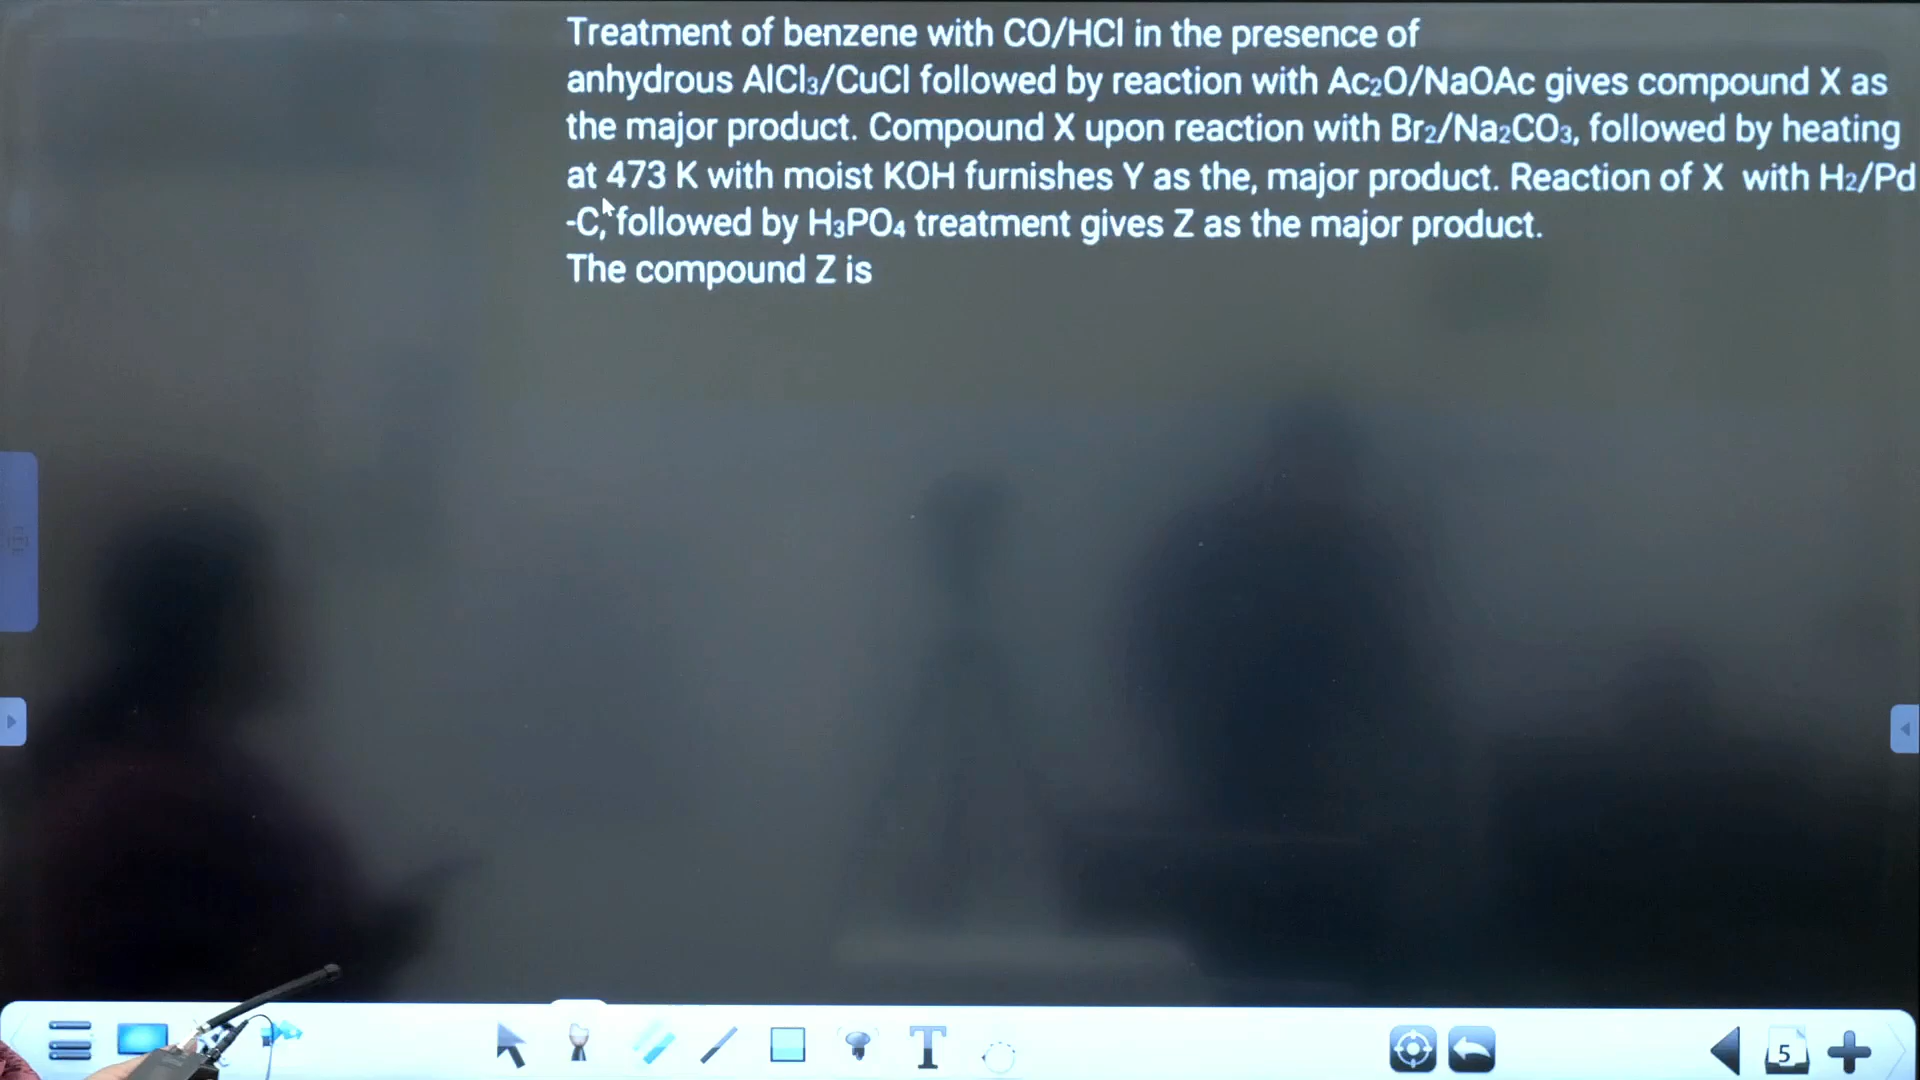 Treatment of benzene with CO/HCl in the presence of
anhydrous AlCl₃/CuCl followed by reaction with Ac₂O/NaOAc gives compound X as
the major product. Compound X upon reaction with Br₂/Na₂CO₃, followed by heating
at 473 K with moist KOH furnishes Y as the, major product. Reaction of X with H₂/Pd
-C, followed by H₃PO₄ treatment gives Z as the major product.
The compound Z is
T
5